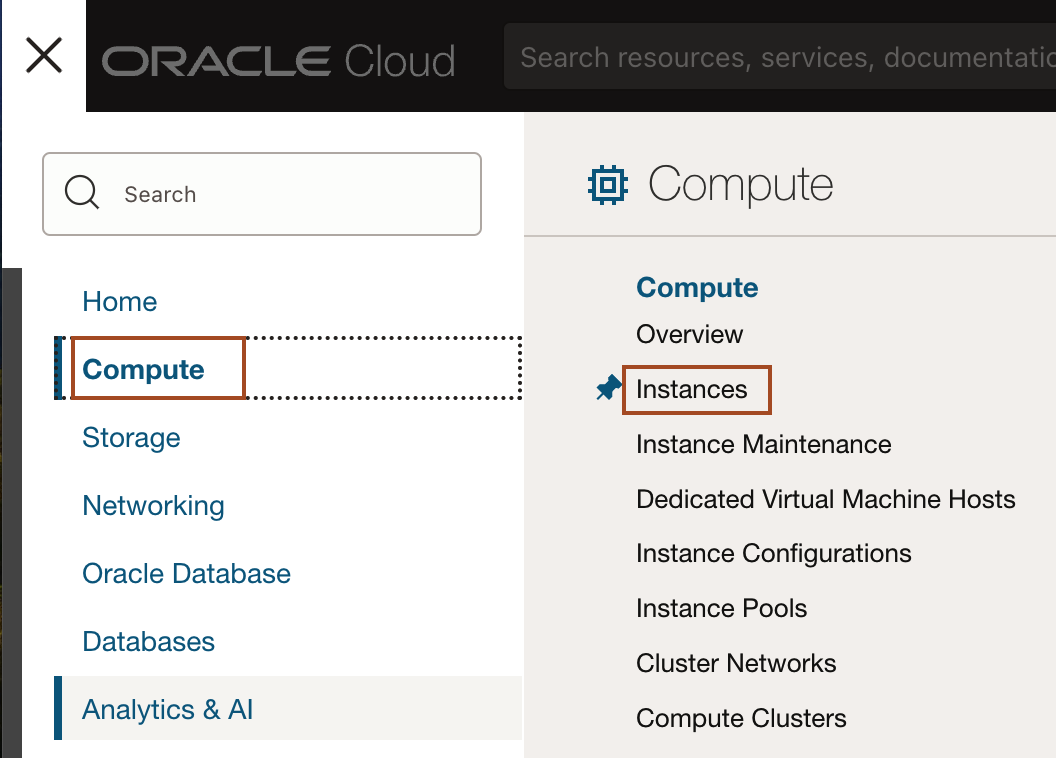 ORACLE Cloud
Search resources, services, documentatio
Search
Home
Compute
Storage
Networking
Oracle Database
Databases
Analytics & AI
Compute
Compute
Overview
Instances
Instance Maintenance
Dedicated Virtual Machine Hosts
Instance Configurations
Instance Pools
Cluster Networks
Compute Clusters